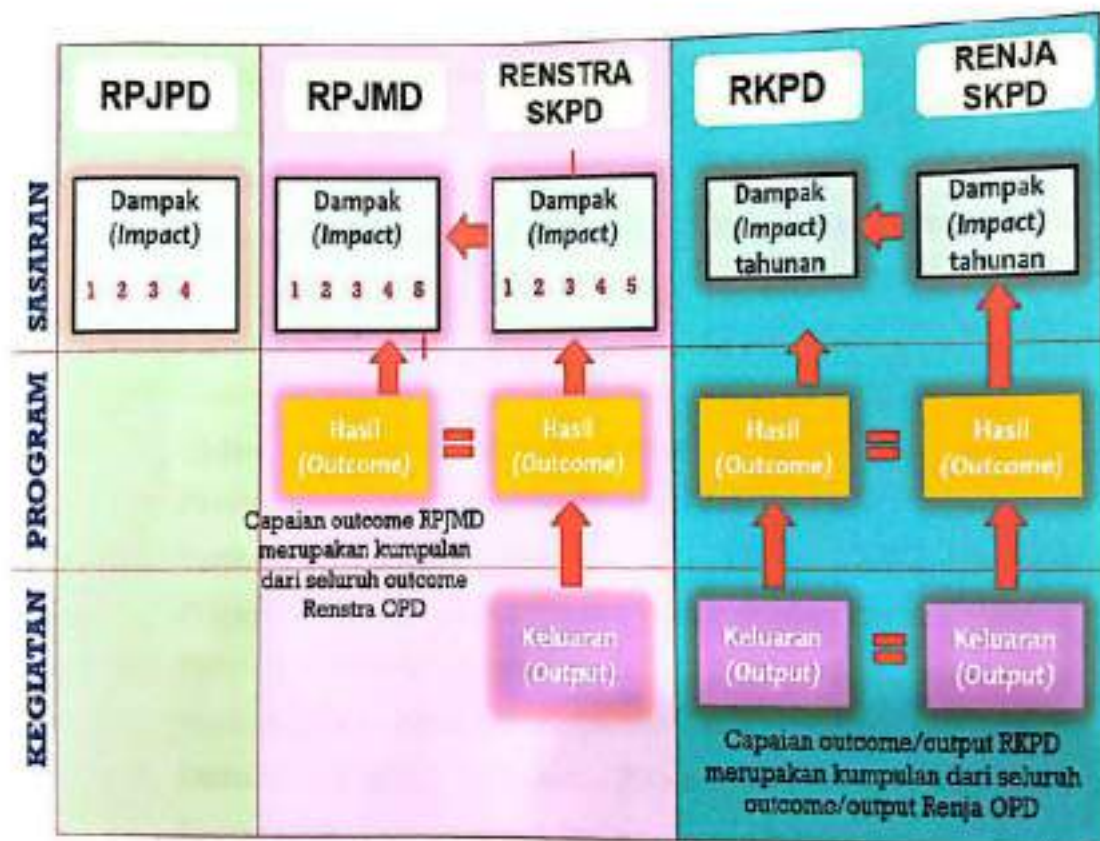 RPJPD
RPJMD
RENSTRA
SKPD
RKPD
RENJA
SKPD
SASARAN
Dampak
(Impact)
1 2 3 4
Dampak
(Impact)
1 2 3 4 5
Dampak
(Impact)
1 2 3 4 5
Dampak
(Impact)
tahunan
Dampak
(Impact)
tahunan
PROGRAM
Hasil
(Outcome)
=
Hasil
(Outcome)
Hasil
(Outcome)
=
Hasil
(Outcome)
Capaian outcome RPJMD
merupakan kumpulan
dari seluruh outcome
Renstra OPD
KEGIATAN
Keluaran
(Output)
Keluaran
(Output)
=
Keluaran
(Output)
Capaian outcome/output RKPD
merupakan kumpulan dari seluruh
outcome/output Renja OPD